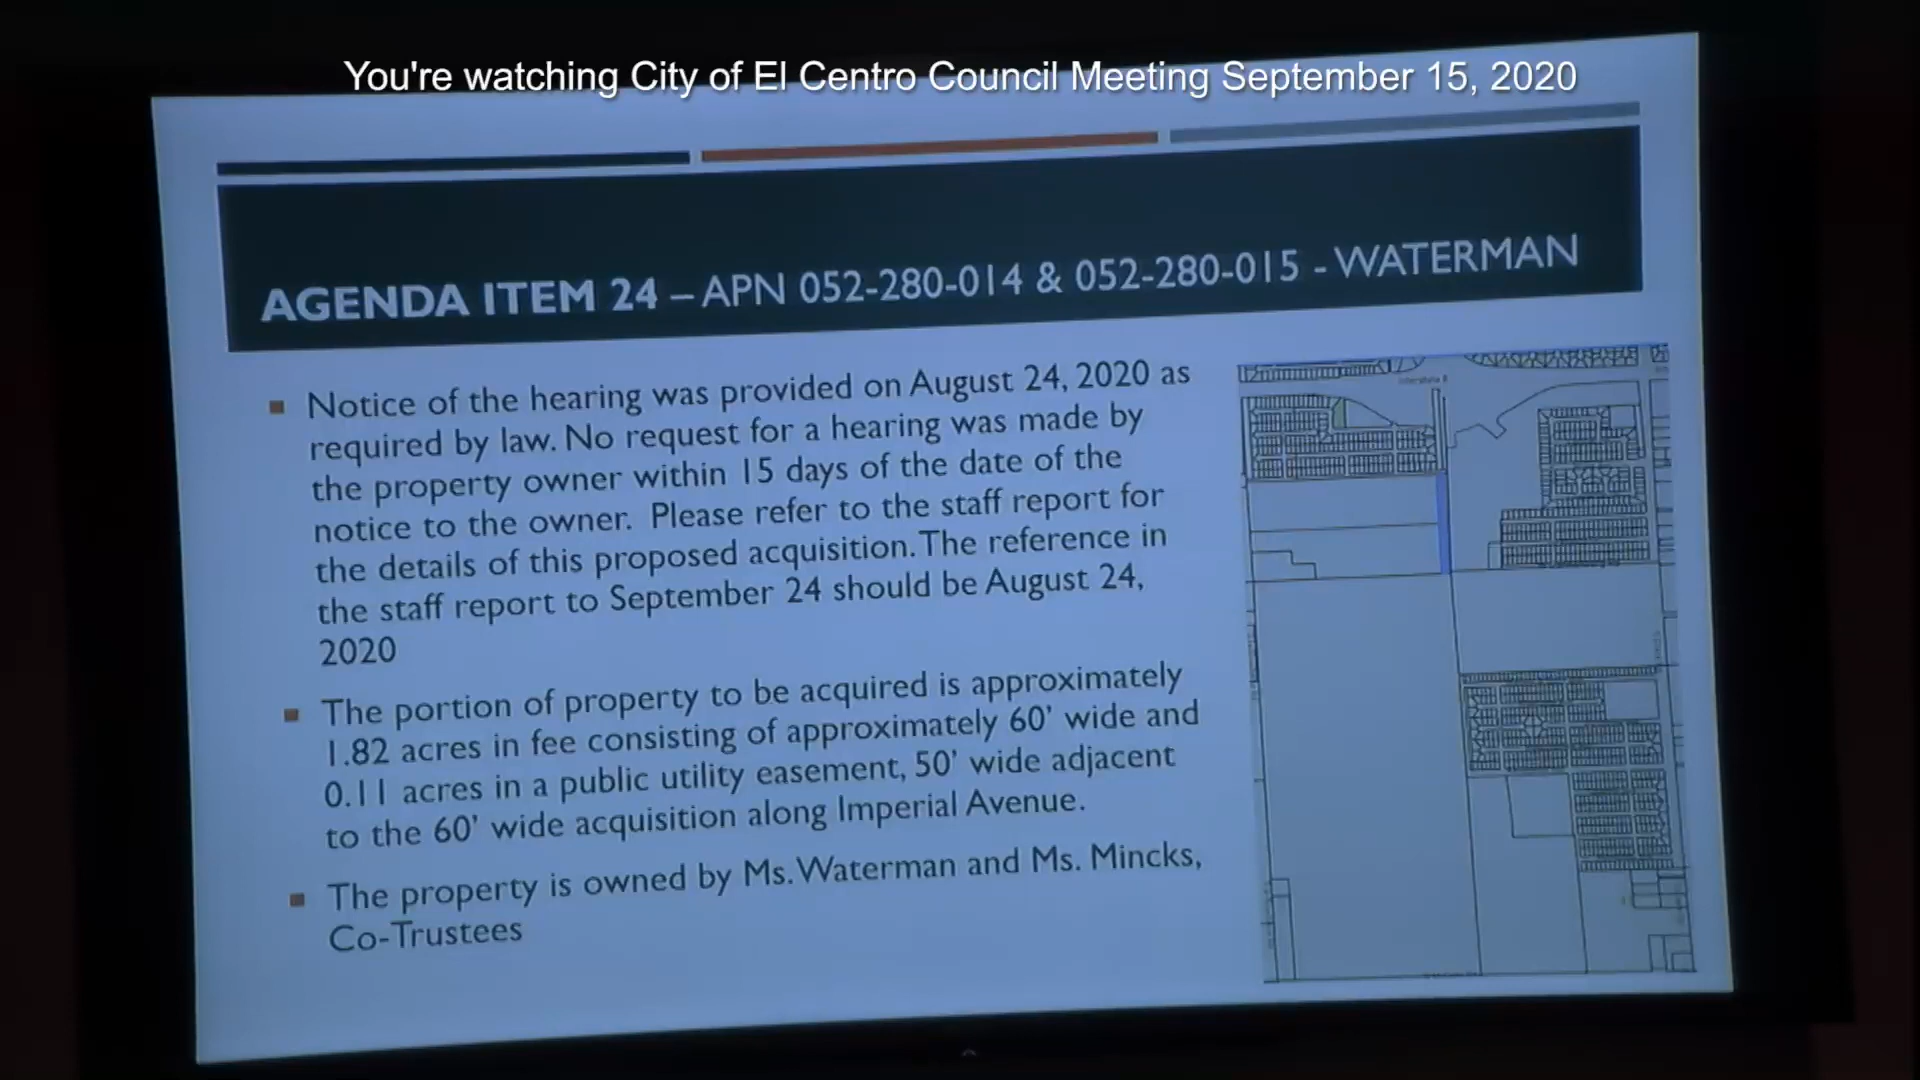 You're watching City of El Centro Council Meeting September 15, 2020
AGENDA ITEM 24 – APN 052-280-014 & 052-280-015 - WATERMAN
Notice of the hearing was provided on August 24, 2020 as
required by law. No request for a hearing was made by
the property owner within 15 days of the date of the
notice to the owner. Please refer to the staff report for
the details of this proposed acquisition. The reference in
the staff report to September 24 should be August 24,
2020
The portion of property to be acquired is approximately
1.82 acres in fee consisting of approximately 60' wide and
0.11 acres in a public utility easement, 50' wide adjacent
to the 60' wide acquisition along Imperial Avenue.
The property is owned by Ms. Waterman and Ms. Mincks,
Co-Trustees
Interstate 8